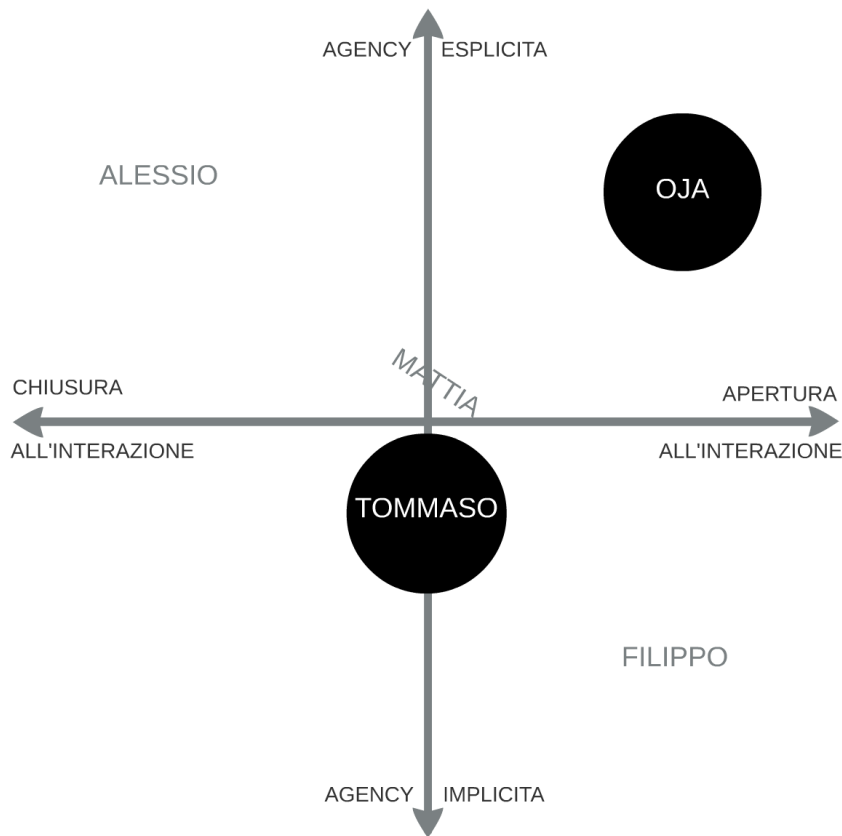 AGENCY ESPLICITA
ALESSIO
OJA
MATTIA
CHIUSURA
ALL'INTERAZIONE
APERTURA
ALL'INTERAZIONE
TOMMASO
FILIPPO
AGENCY IMPLICITA